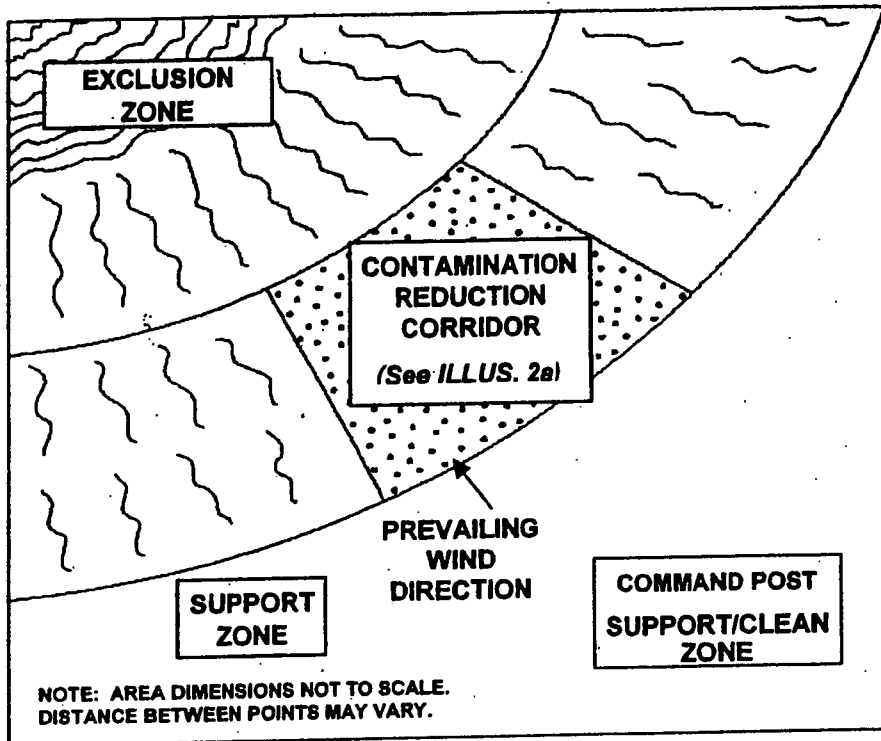 EXCLUSION
ZONE
CONTAMINATION
REDUCTION
CORRIDOR
(See ILLUS. 2a)
PREVAILING
WIND
DIRECTION
SUPPORT
ZONE
COMMAND POST
SUPPORT/CLEAN
ZONE
NOTE: AREA DIMENSIONS NOT TO SCALE.
DISTANCE BETWEEN POINTS MAY VARY.